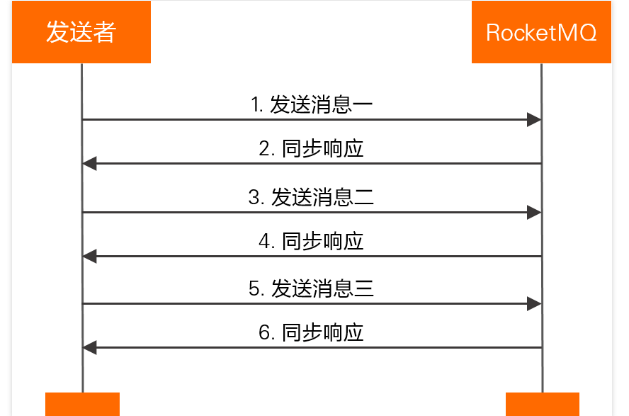 发送者
RocketMQ
1. 发送消息一
2. 同步响应
3. 发送消息二
4. 同步响应
5. 发送消息三
6. 同步响应